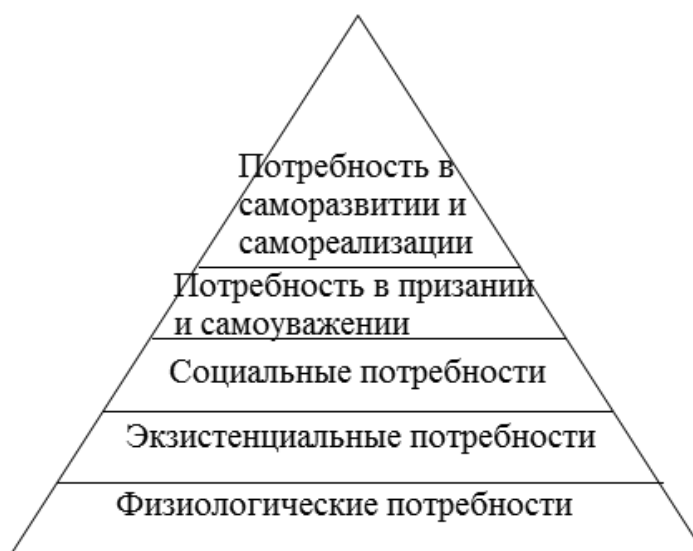 Потребность в
саморазвитии и
самореализации
Потребность в призании
и самоуважении
Социальные потребности
Экзистенциальные потребности
Физиологические потребности